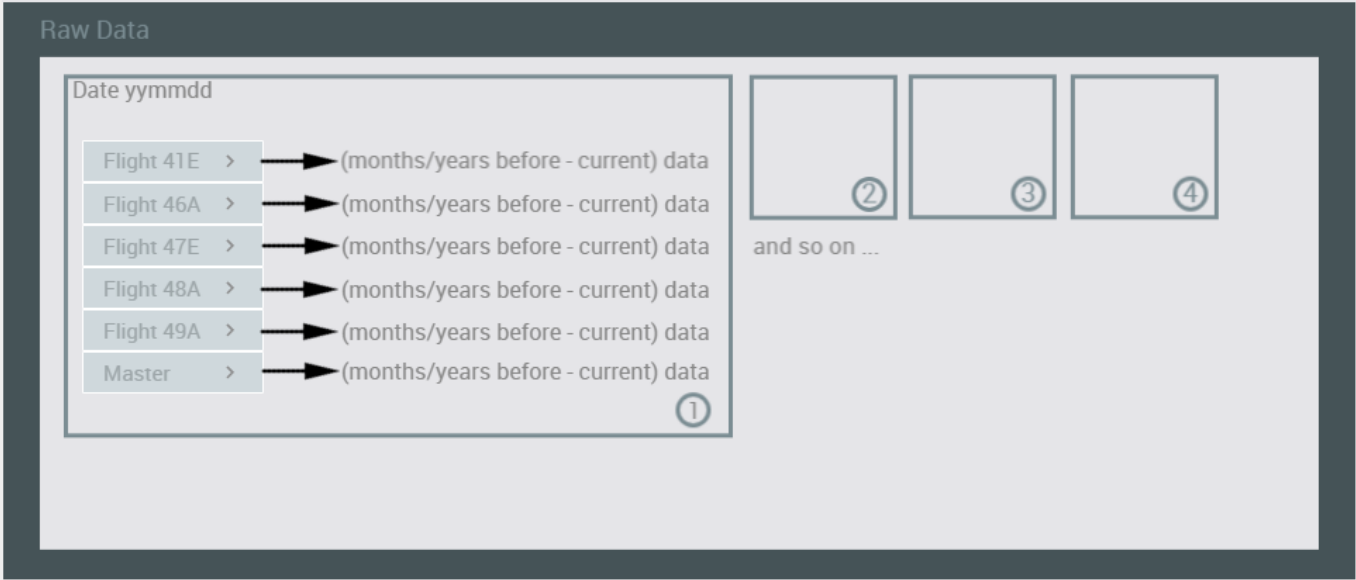 Raw Data
Date yymmdd
Flight 41E > (months/years before - current) data
Flight 46A > (months/years before - current) data
Flight 47E > (months/years before - current) data
Flight 48A > (months/years before - current) data
Flight 49A > (months/years before - current) data
Master > (months/years before - current) data
1
2
3
4
and so on ...